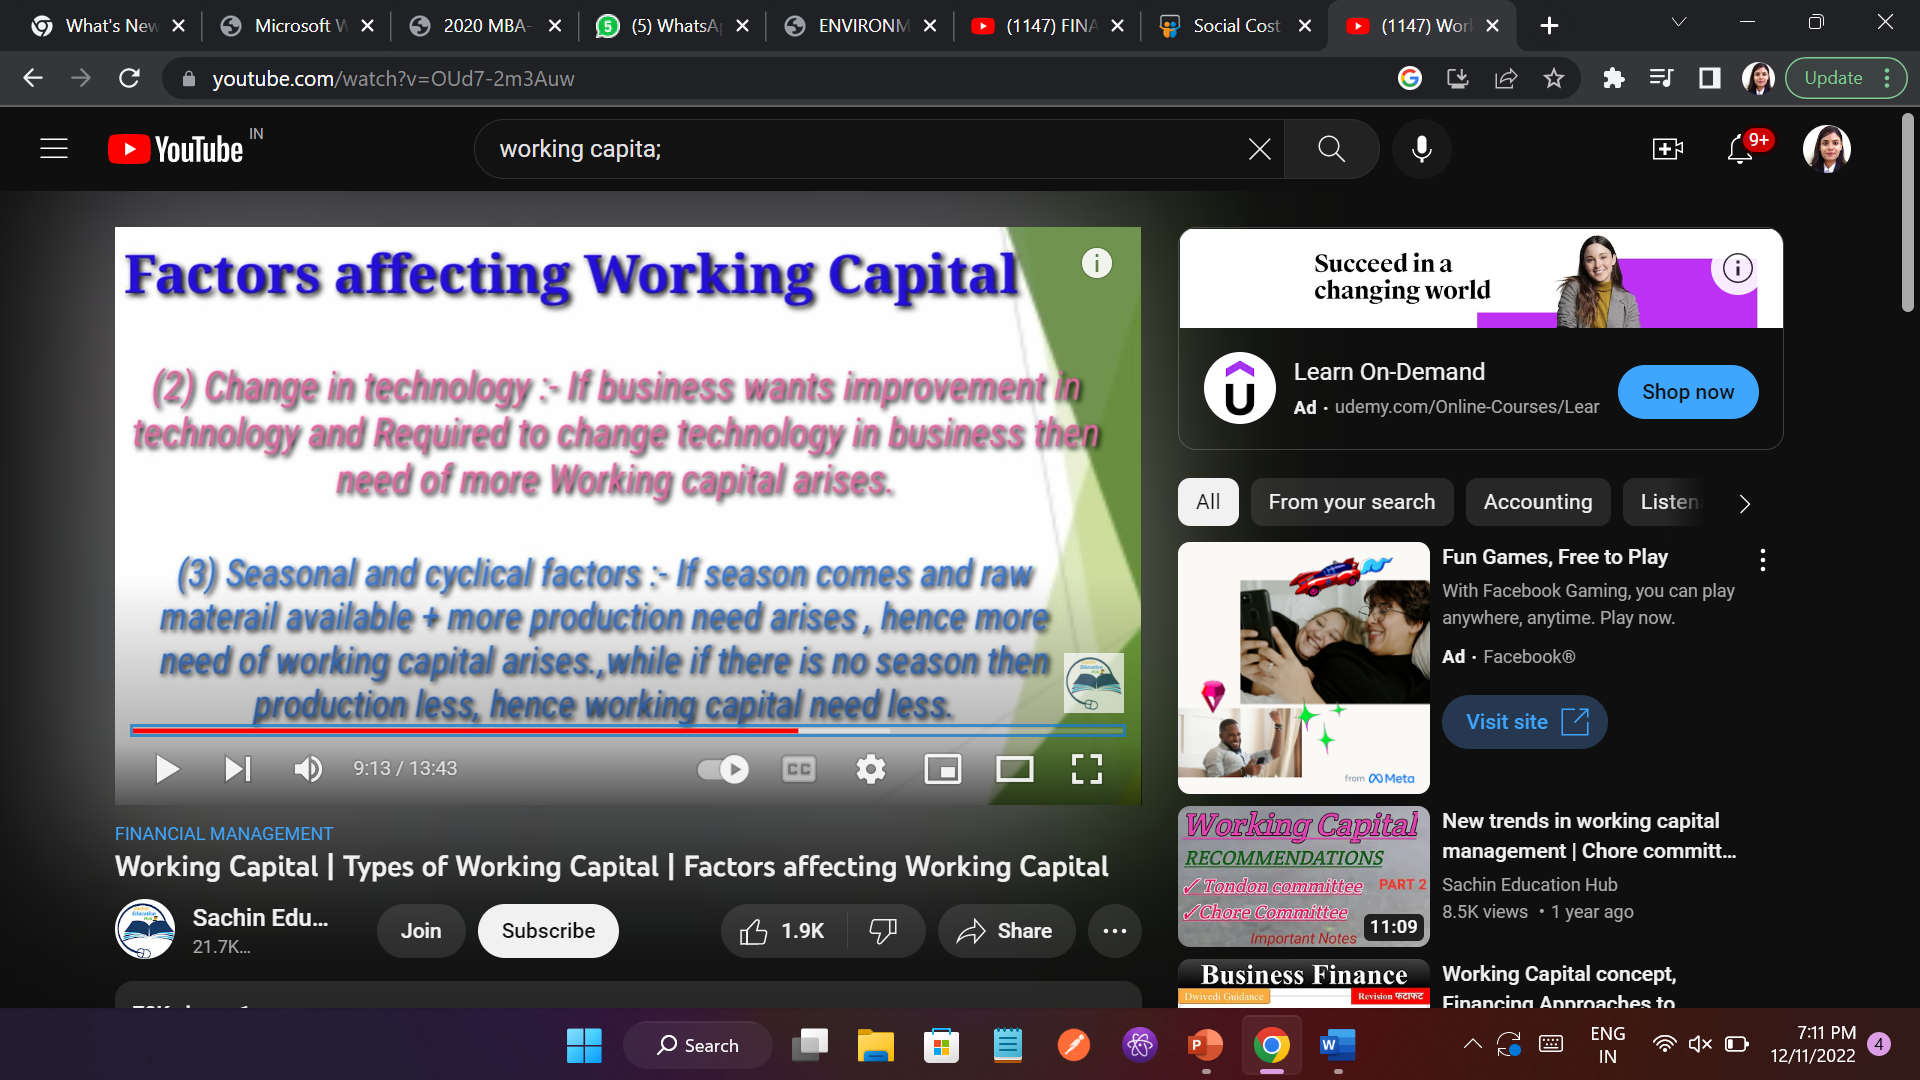 What's New
Microsoft W
2020 MBA-
(5) WhatsA
ENVIRONM
(1147) FINA
Social Cost
(1147) Wor
youtube.com/watch?v=OUd7-2m3Auw
Update
YouTube
IN
working capita;
9+
Factors affecting Working Capital
(2) Change in technology :- If business wants improvement in
technology and Required to change technology in business then
need of more Working capital arises.
(3) Seasonal and cyclical factors :- If season comes and raw
materail available + more production need arises , hence more
need of working capital arises.,while if there is no season then
production less, hence working capital need less.
9:13 / 13:43
CC
FINANCIAL MANAGEMENT
Working Capital | Types of Working Capital | Factors affecting Working Capital
Sachin Edu...
21.7K...
Join
Subscribe
1.9K
Share
Succeed in a
changing world
Learn On-Demand
Ad · udemy.com/Online-Courses/Lear
Shop now
All
From your search
Accounting
Listen
Fun Games, Free to Play
With Facebook Gaming, you can play
anywhere, anytime. Play now.
Ad · Facebook®
Visit site
from Meta
Working Capital
RECOMMENDATIONS
✓ Tondon committee
PART 2
✓Chore Committee
Important Notes
11:09
New trends in working capital
management | Chore committ...
Sachin Education Hub
8.5K views • 1 year ago
Business Finance
Dwivedi Guidance
Revision फटाफट
Working Capital concept,
Financing Approaches to
Search
ENG
IN
7:11 PM
12/11/2022
4